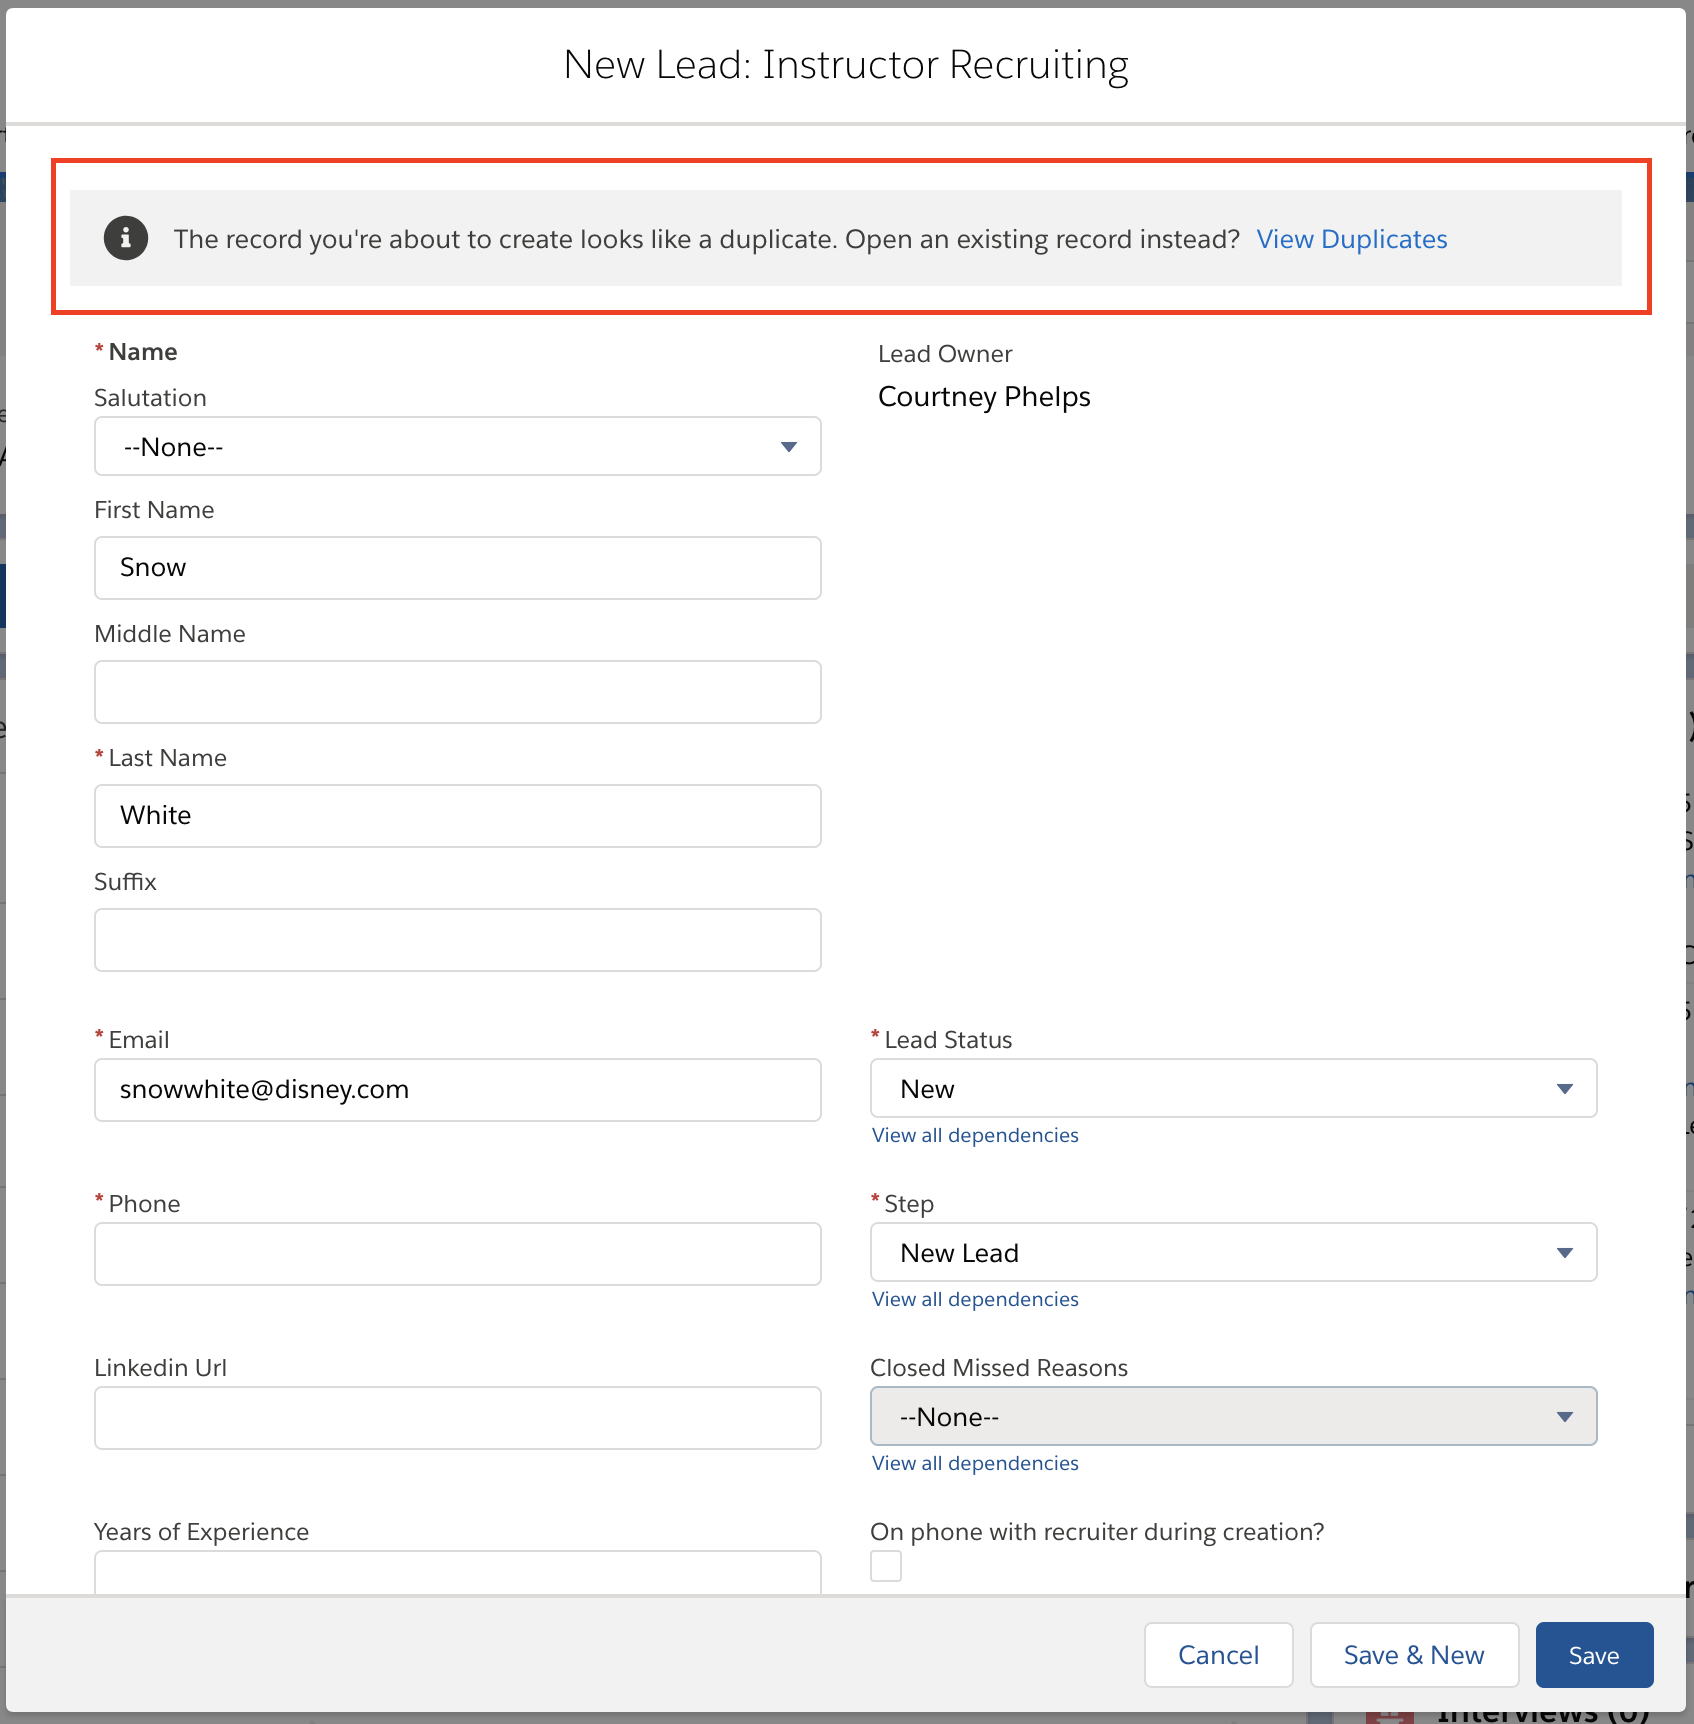 New Lead: Instructor Recruiting
The record you're about to create looks like a duplicate. Open an existing record instead? View Duplicates
* Name
Lead Owner
Salutation
Courtney Phelps
--None--
First Name
Snow
Middle Name
* Last Name
White
Suffix
* Email
* Lead Status
snowwhite@disney.com
New
View all dependencies
* Phone
* Step
New Lead
View all dependencies
Linkedin Url
Closed Missed Reasons
--None--
View all dependencies
Years of Experience
On phone with recruiter during creation?
Cancel
Save & New
Save
Interviews (0)